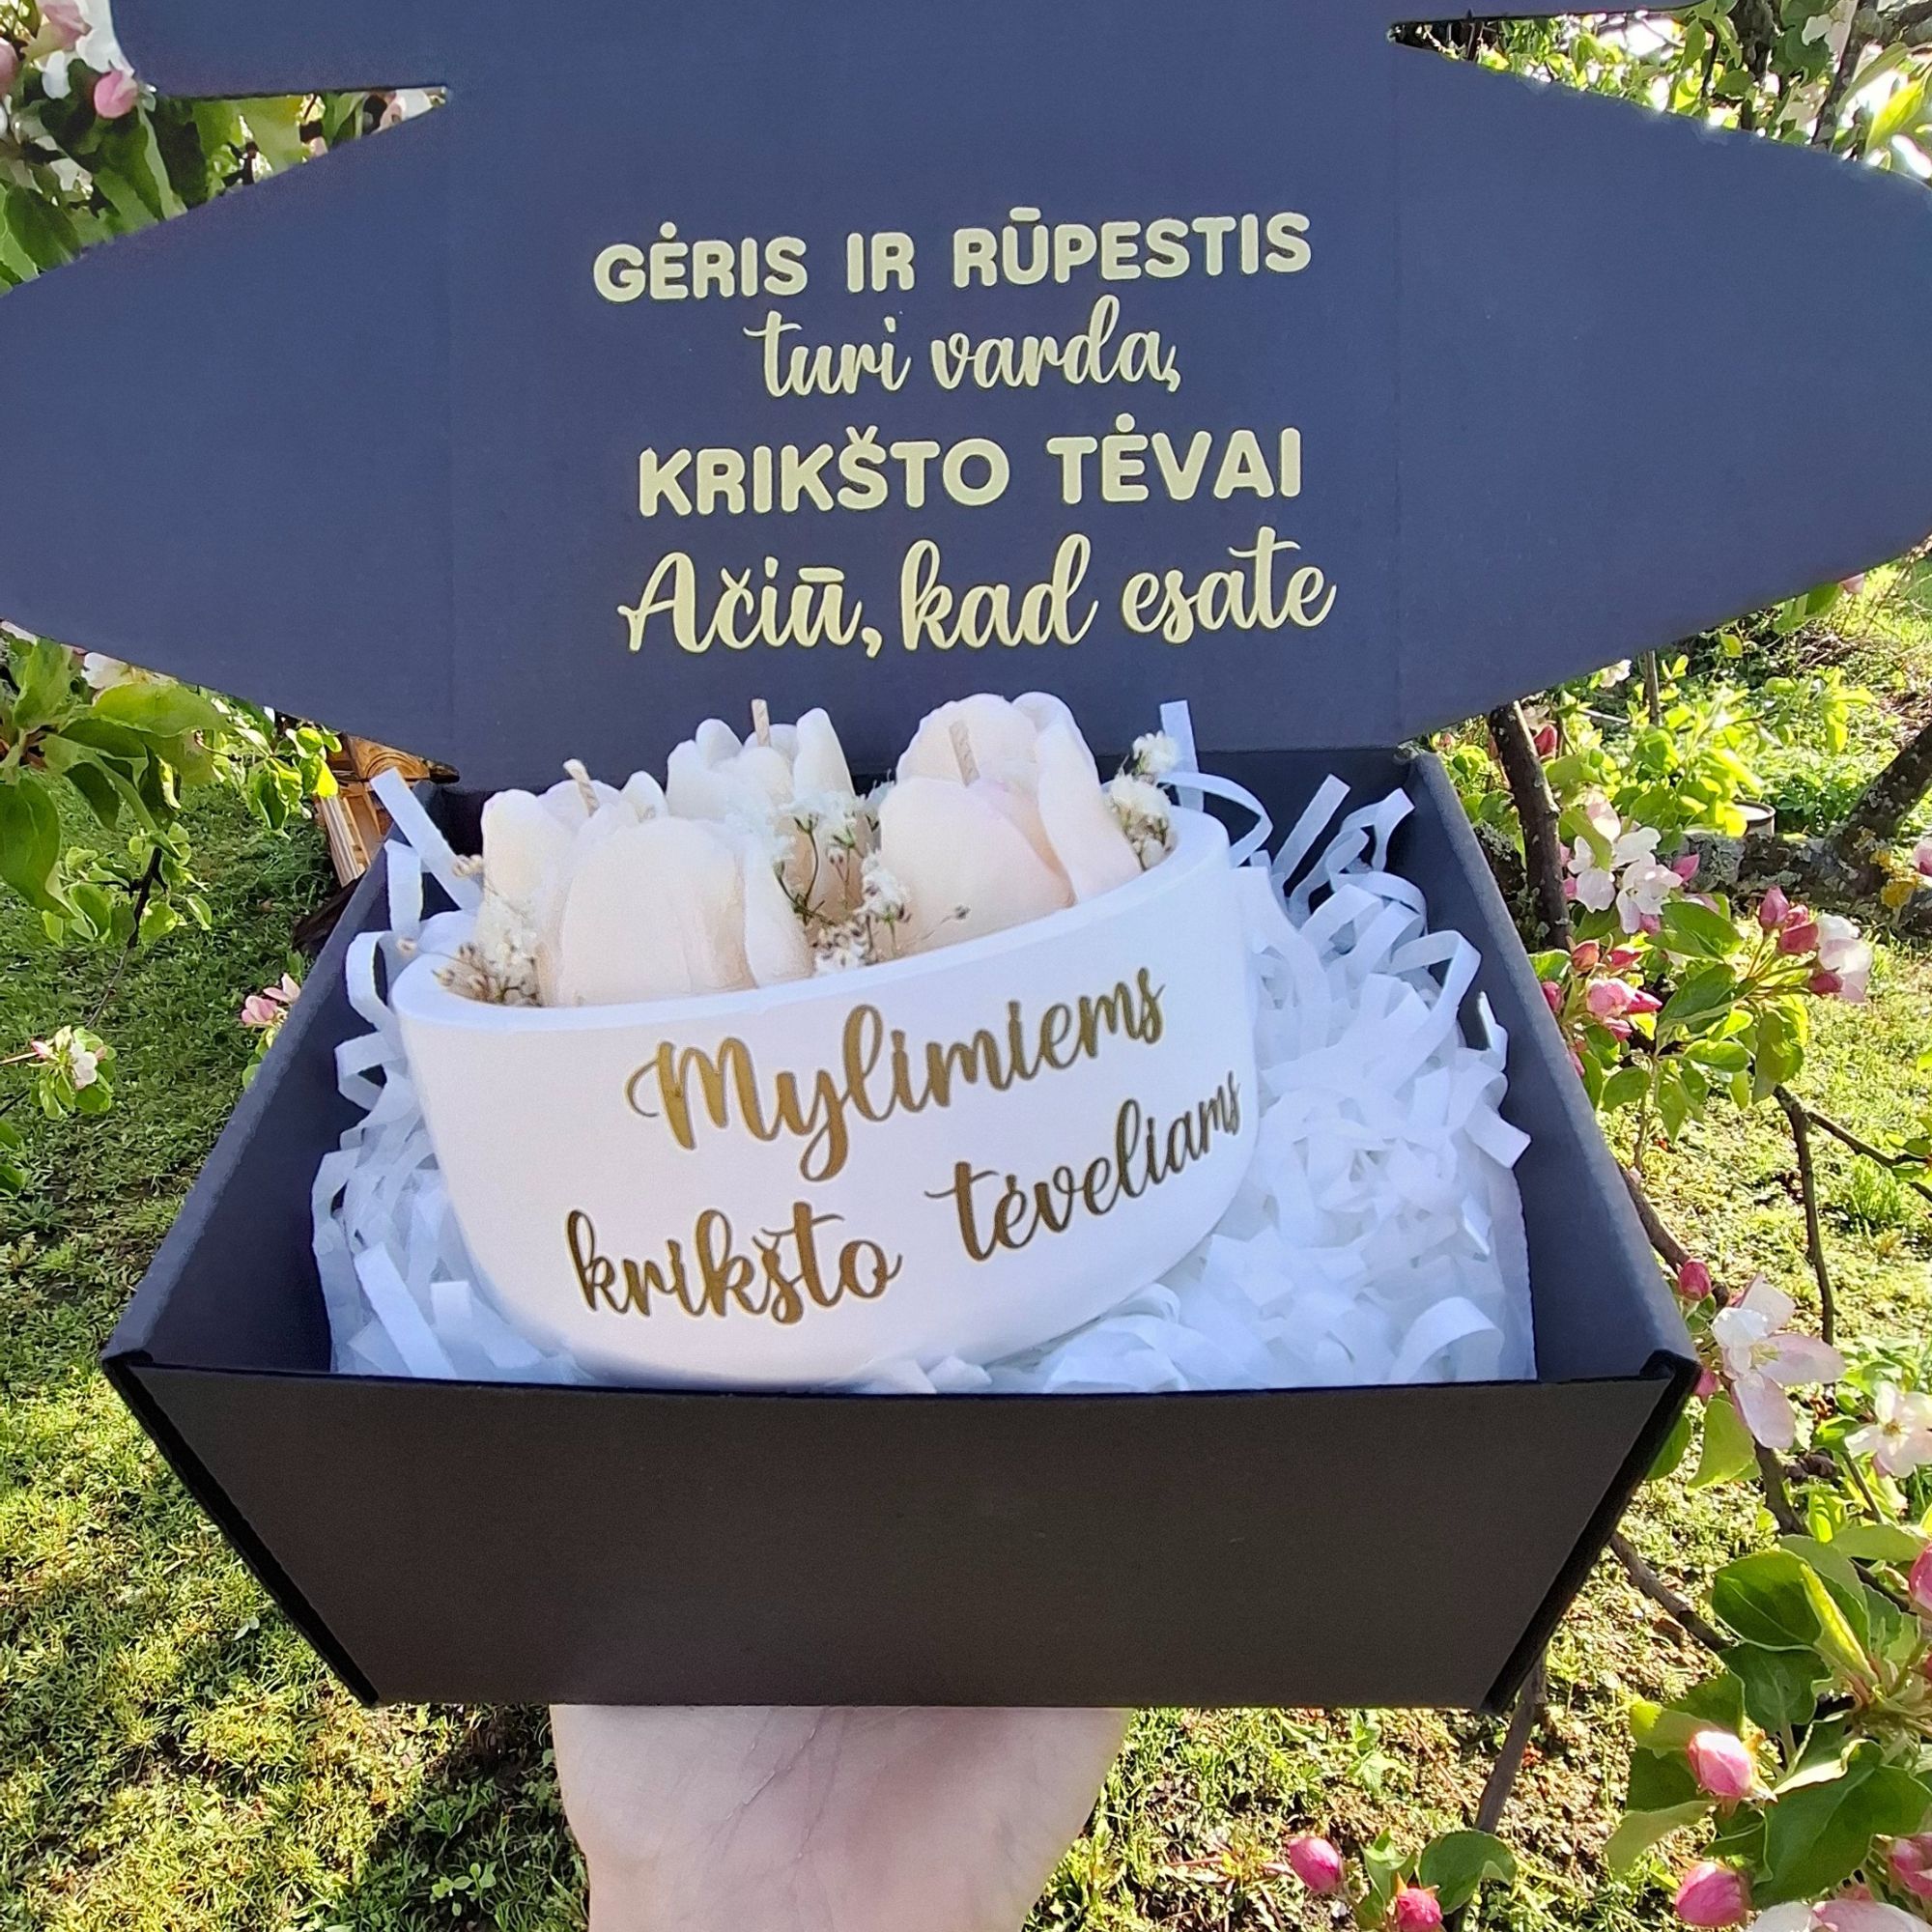 GĖRIS IR RŪPESTIS
turi vardą,
KRIKŠTO TĖVAI
Ačiū, kad esate
Mylimiems
krikšto tėveliams